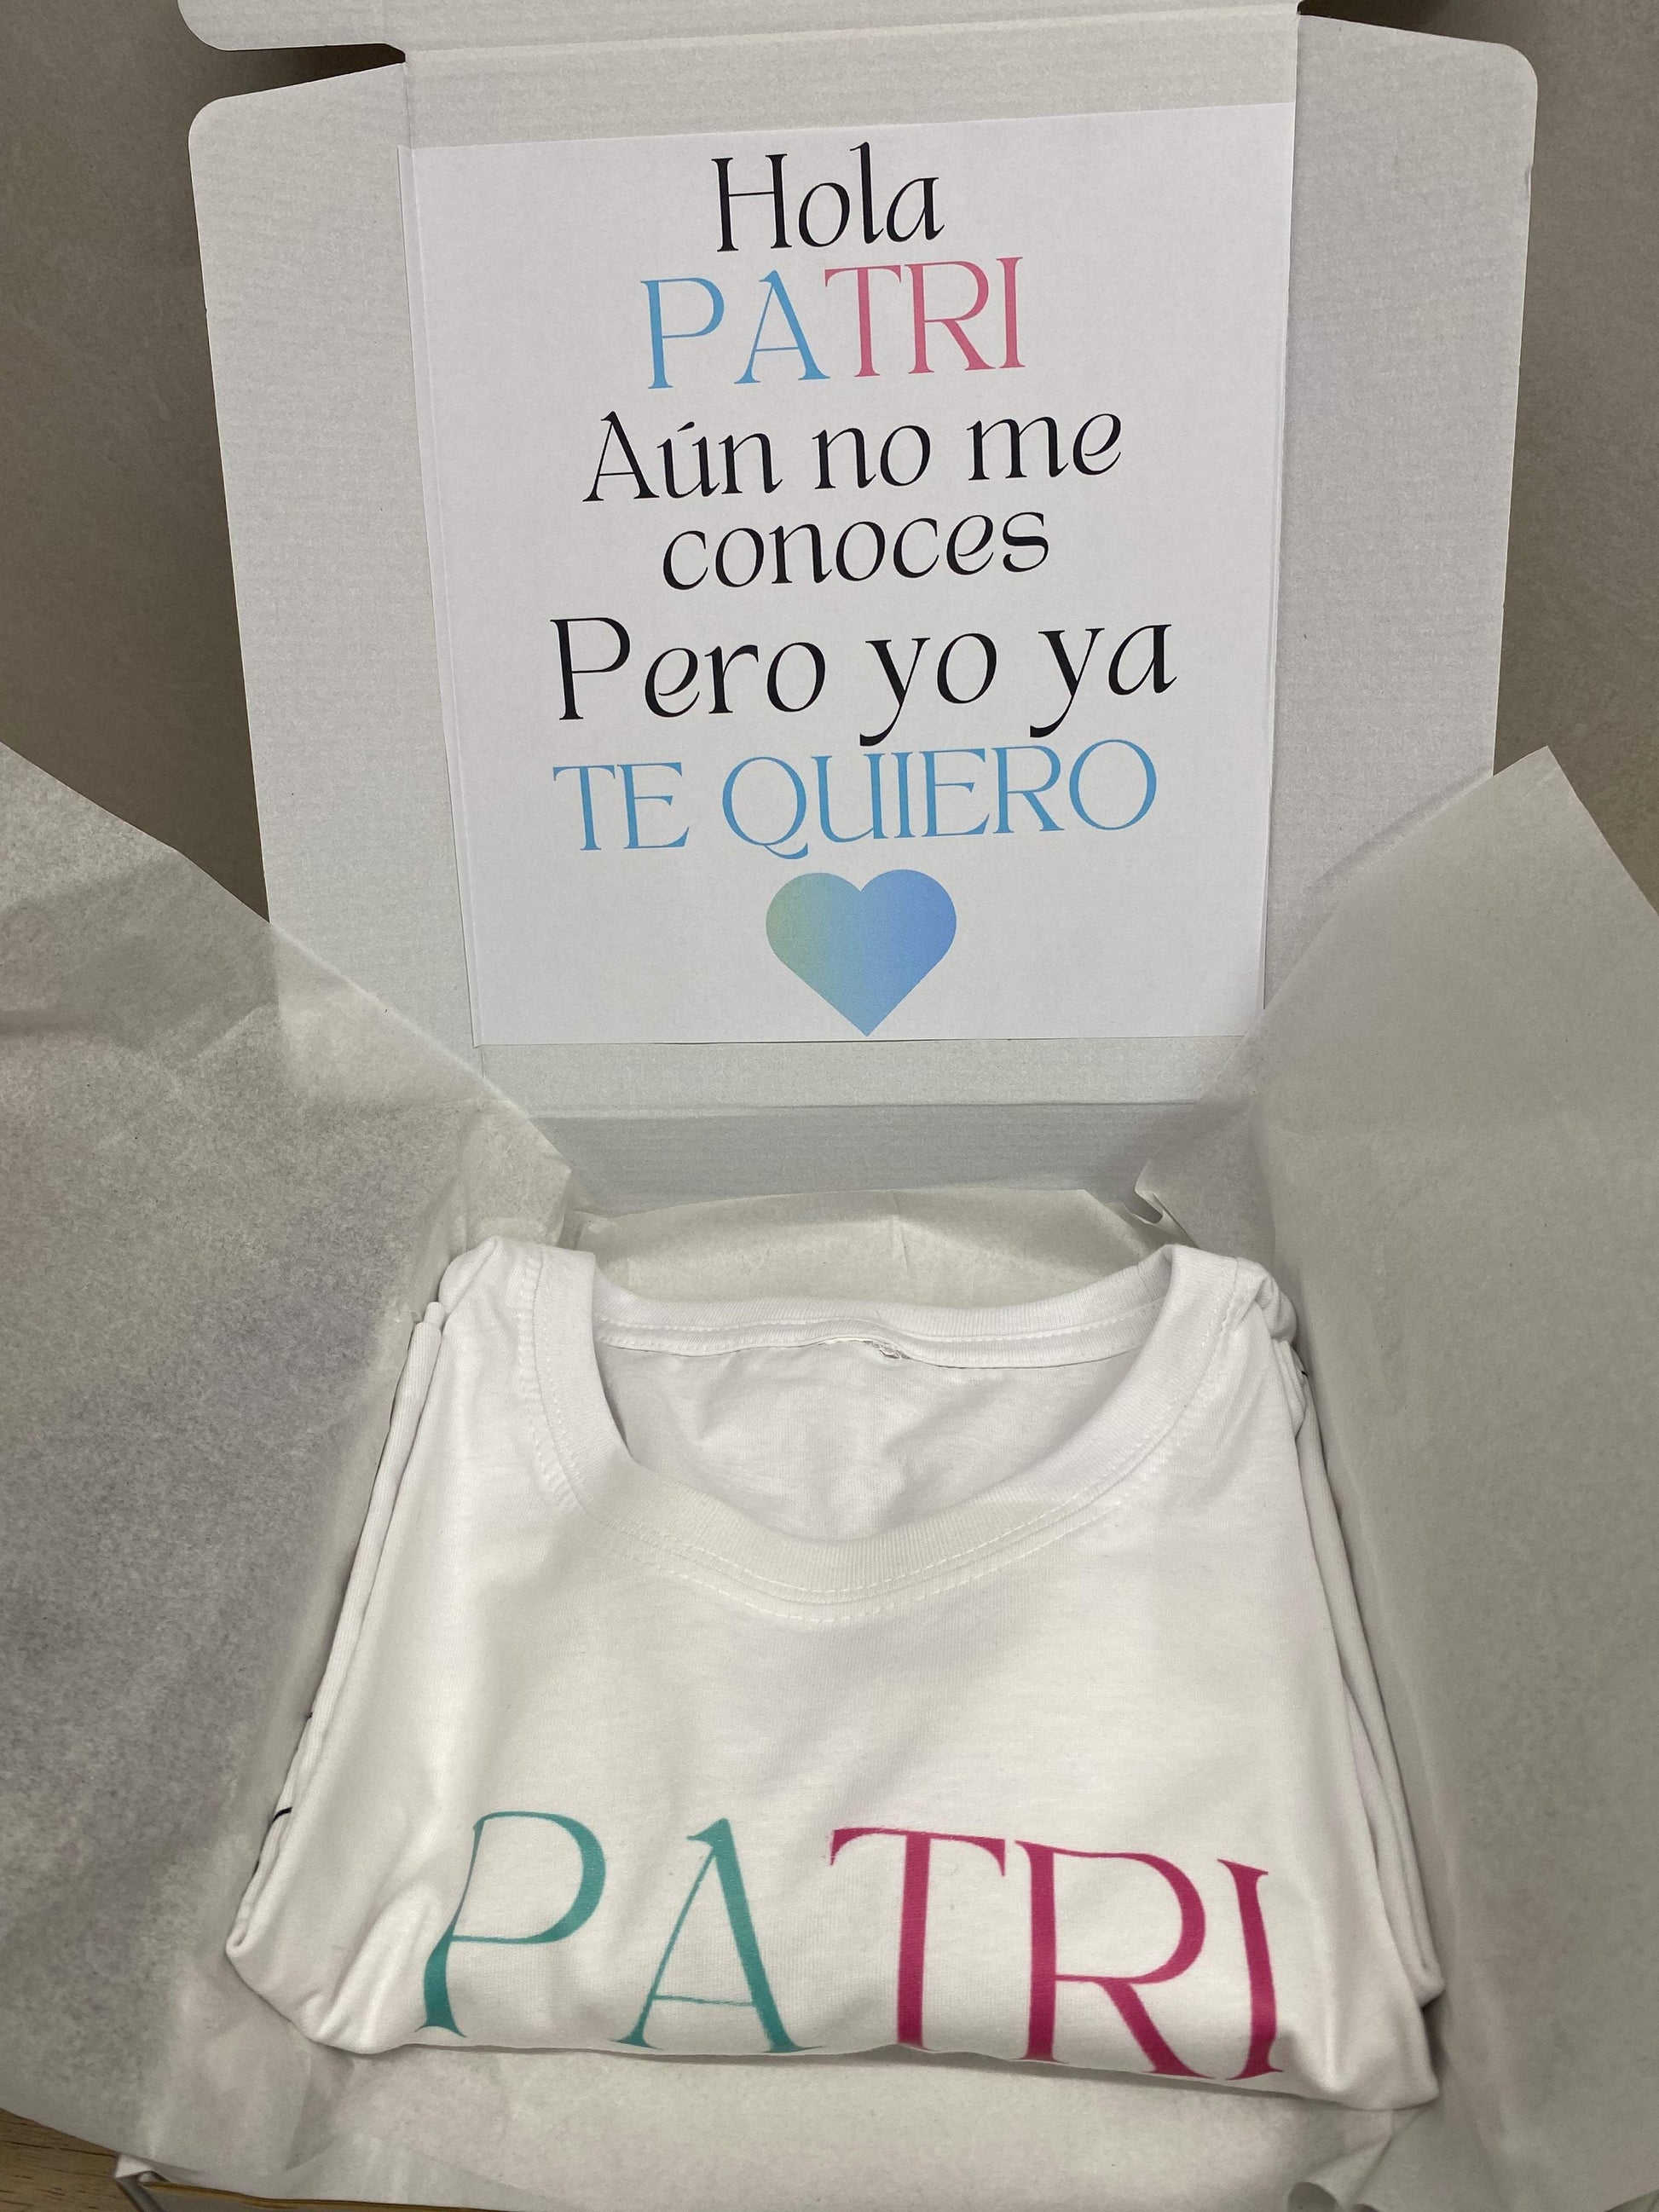 Hola
PATRI
Aún no me
conoces
Pero yo ya
TE QUIERO
PATRI